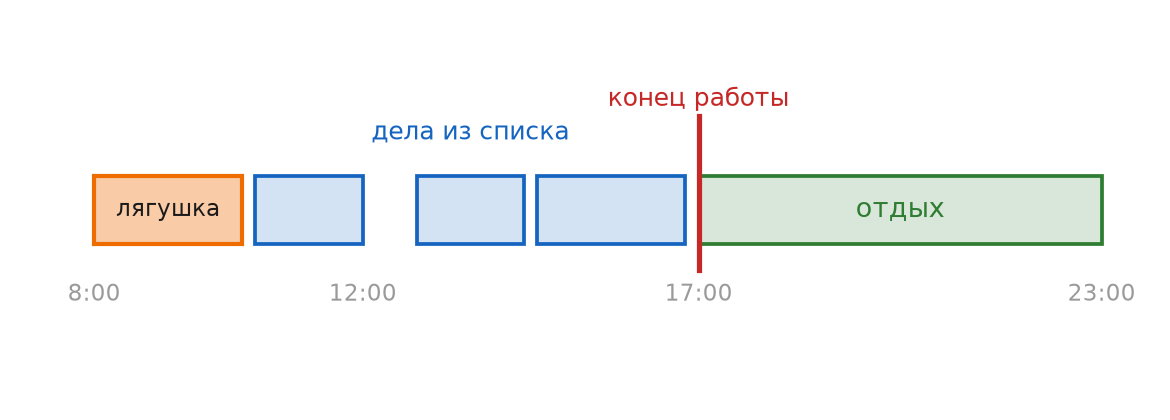 конец работы
дела из списка
лягушка
отдых
8:00
12:00
17:00
23:00